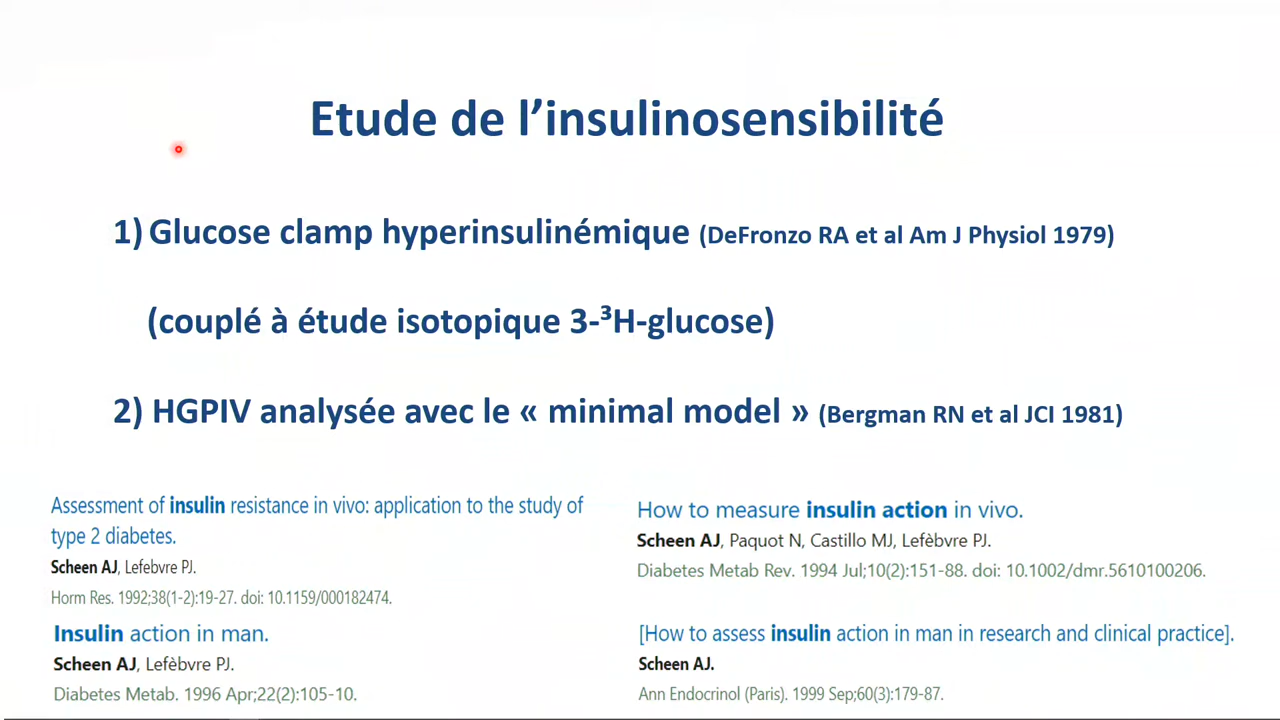 Etude de l’insulinosensibilité
1) Glucose clamp hyperinsulinémique (DeFronzo RA et al Am J Physiol 1979)
(couplé à étude isotopique 3-³H-glucose)
2) HGPIV analysée avec le « minimal model » (Bergman RN et al JCI 1981)
Assessment of insulin resistance in vivo: application to the study of
type 2 diabetes.
Scheen AJ, Lefebvre PJ.
Horm Res. 1992;38(1-2):19-27. doi: 10.1159/000182474.
Insulin action in man.
Scheen AJ, Lefèbvre PJ.
Diabetes Metab. 1996 Apr;22(2):105-10.
How to measure insulin action in vivo.
Scheen AJ, Paquot N, Castillo MJ, Lefèbvre PJ.
Diabetes Metab Rev. 1994 Jul;10(2):151-88. doi: 10.1002/dmr.5610100206.
[How to assess insulin action in man in research and clinical practice].
Scheen AJ.
Ann Endocrinol (Paris). 1999 Sep;60(3):179-87.